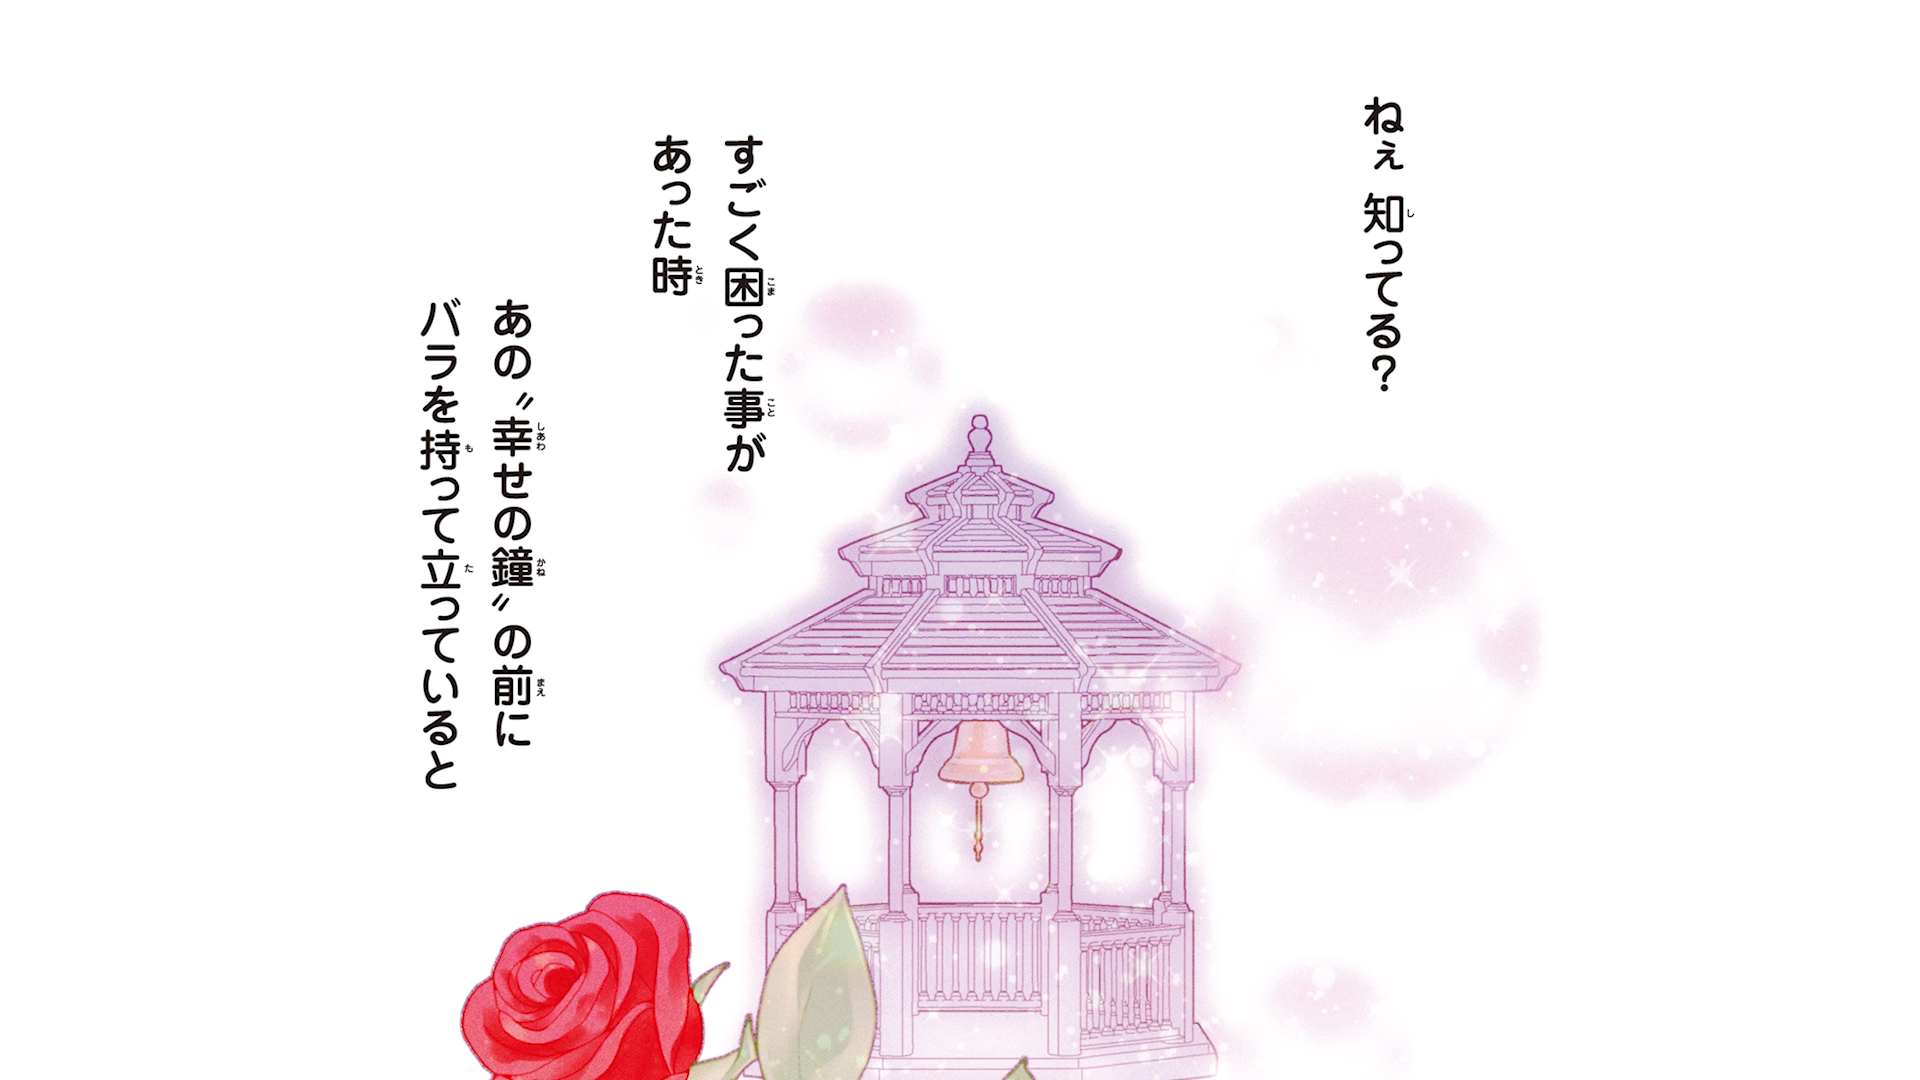 ねぇ 知ってる?
すごく困った事が
あった時
あの〝幸せの鐘〟の前に
バラを持って立っていると